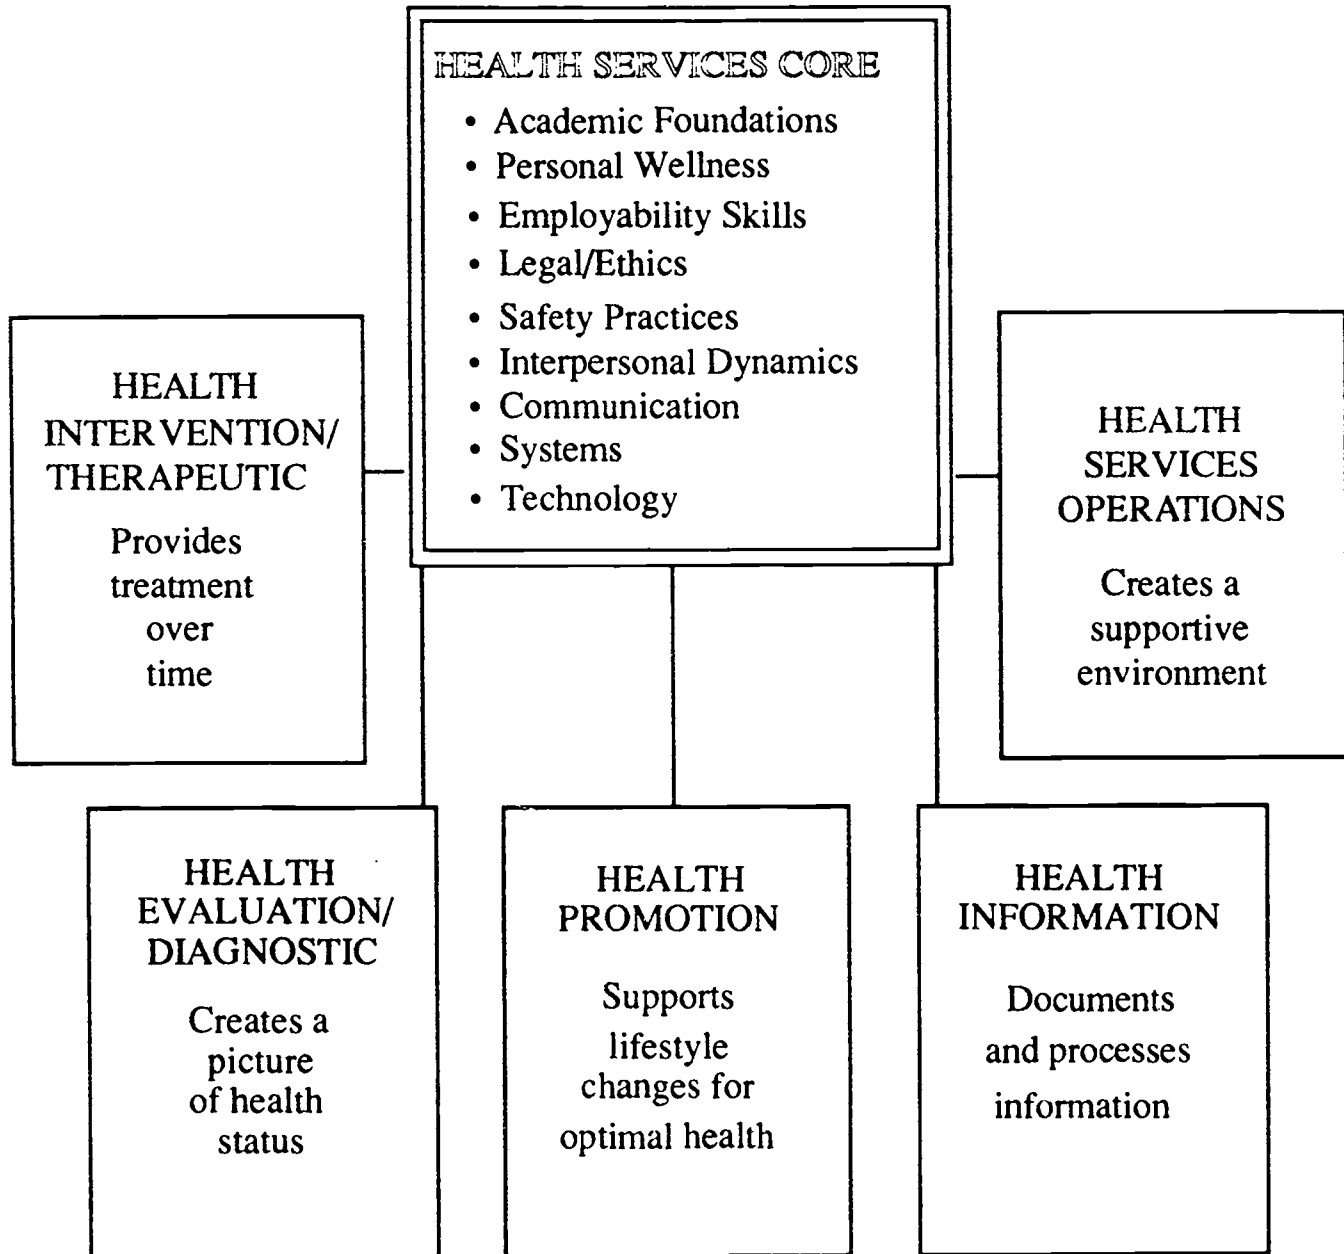 HEALTH SERVICES CORE
• Academic Foundations
• Personal Wellness
• Employability Skills
• Legal/Ethics
• Safety Practices
• Interpersonal Dynamics
• Communication
• Systems
• Technology
HEALTH
INTERVENTION/
THERAPEUTIC
Provides
treatment
over
time
HEALTH
SERVICES
OPERATIONS
Creates a
supportive
environment
HEALTH
EVALUATION/
DIAGNOSTIC
Creates a
picture
of health
status
HEALTH
PROMOTION
Supports
lifestyle
changes for
optimal health
HEALTH
INFORMATION
Documents
and processes
information